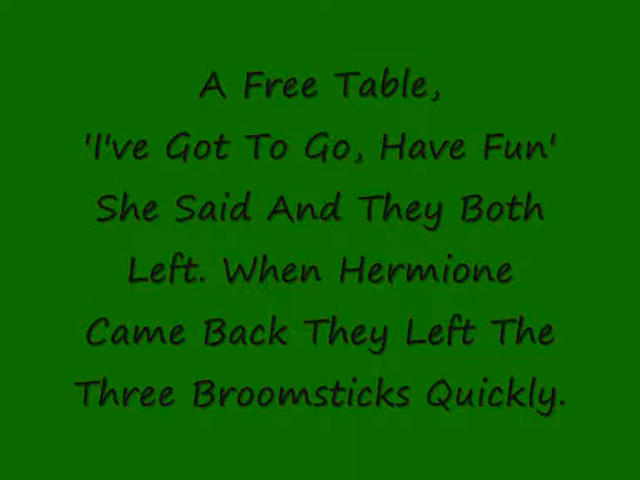 A Free Table,
'I've Got To Go, Have Fun'
She Said And They Both
Left. When Hermione
Came Back They Left The
Three Broomsticks Quickly.